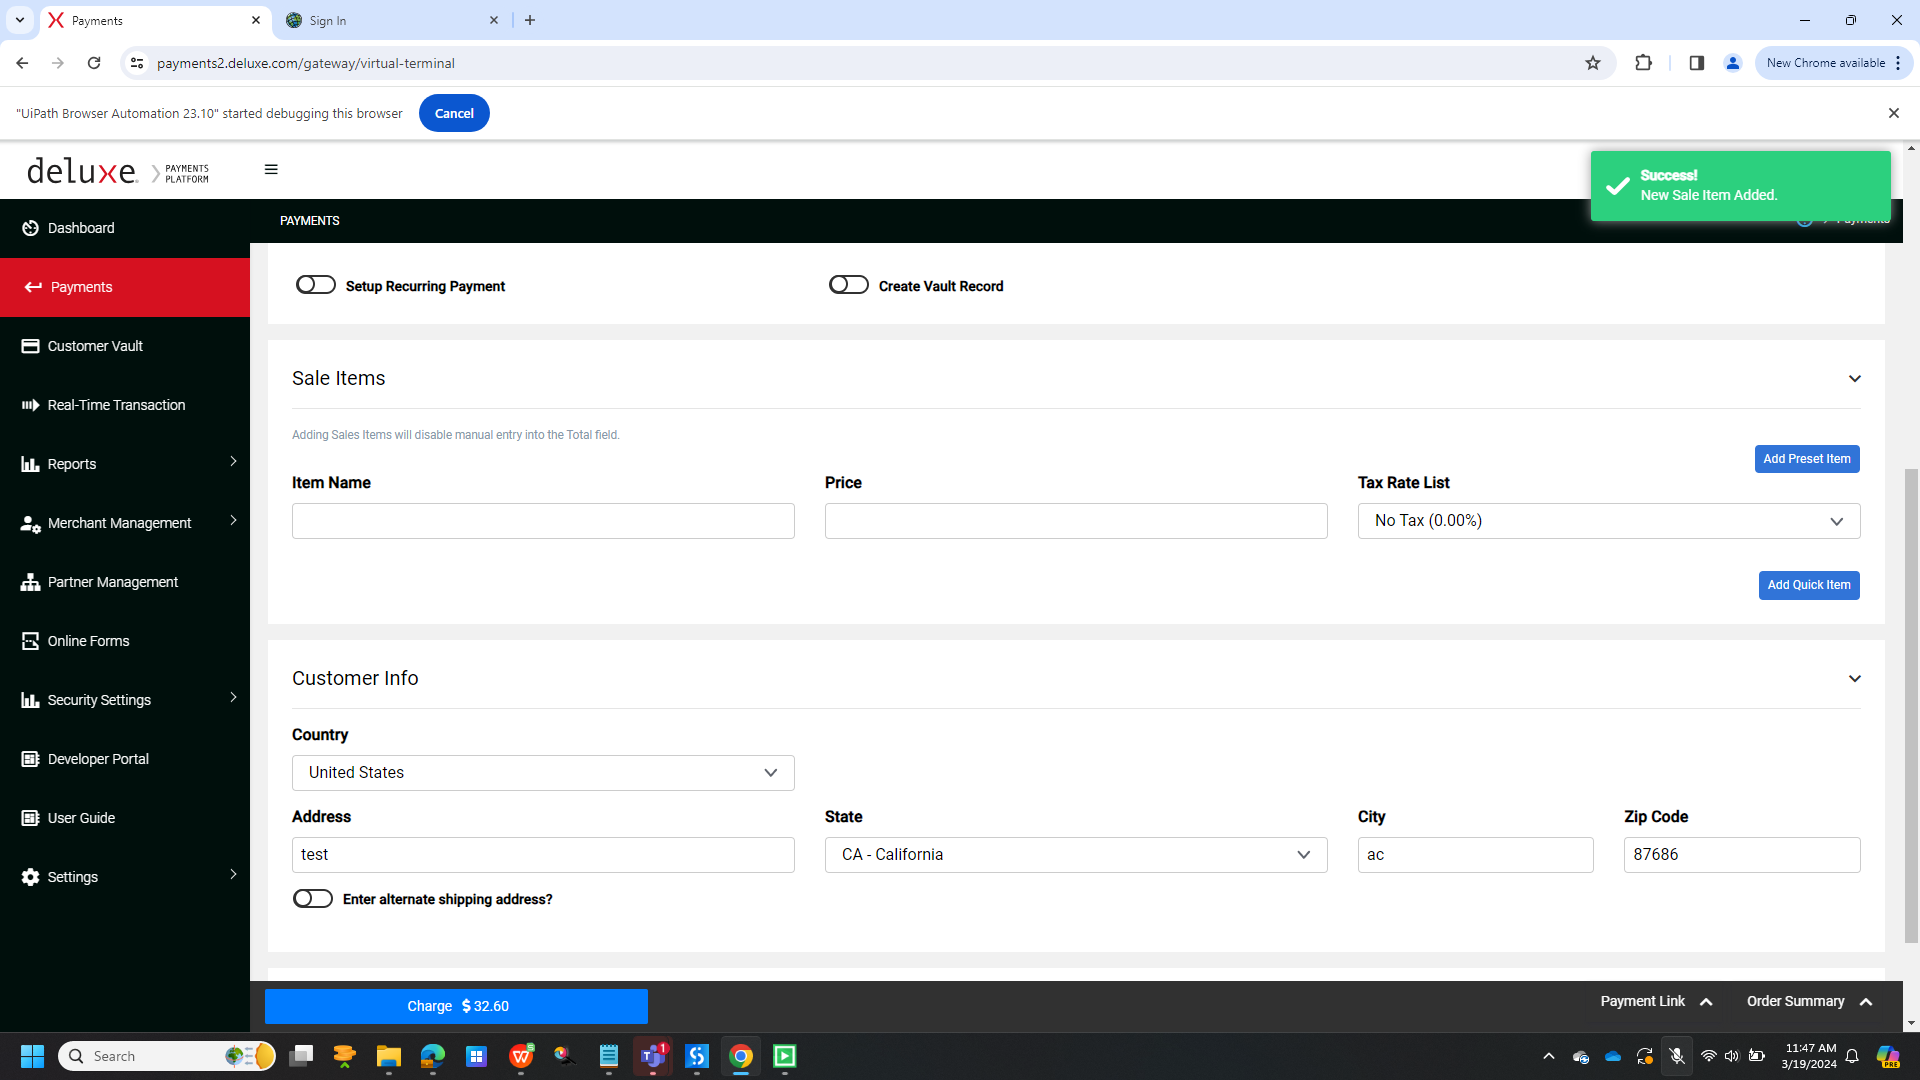 Payments
Sign In
payments2.deluxe.com/gateway/virtual-terminal
New Chrome available
"UiPath Browser Automation 23.10" started debugging this browser
Cancel
deluxe
PAYMENTS
PLATFORM
Success!
New Sale Item Added.
PAYMENTS
Payments
Dashboard
Payments
Customer Vault
Real-Time Transaction
Reports
Merchant Management
Partner Management
Online Forms
Security Settings
Developer Portal
User Guide
Settings
Setup Recurring Payment
Create Vault Record
Sale Items
Adding Sales Items will disable manual entry into the Total field.
Add Preset Item
Item Name
Price
Tax Rate List
No Tax (0.00%)
Add Quick Item
Customer Info
Country
United States
Address
State
City
Zip Code
test
CA - California
ac
87686
Enter alternate shipping address?
Charge $ 32.60
Payment Link
Order Summary
Search
1
11:47 AM
3/19/2024
PRE